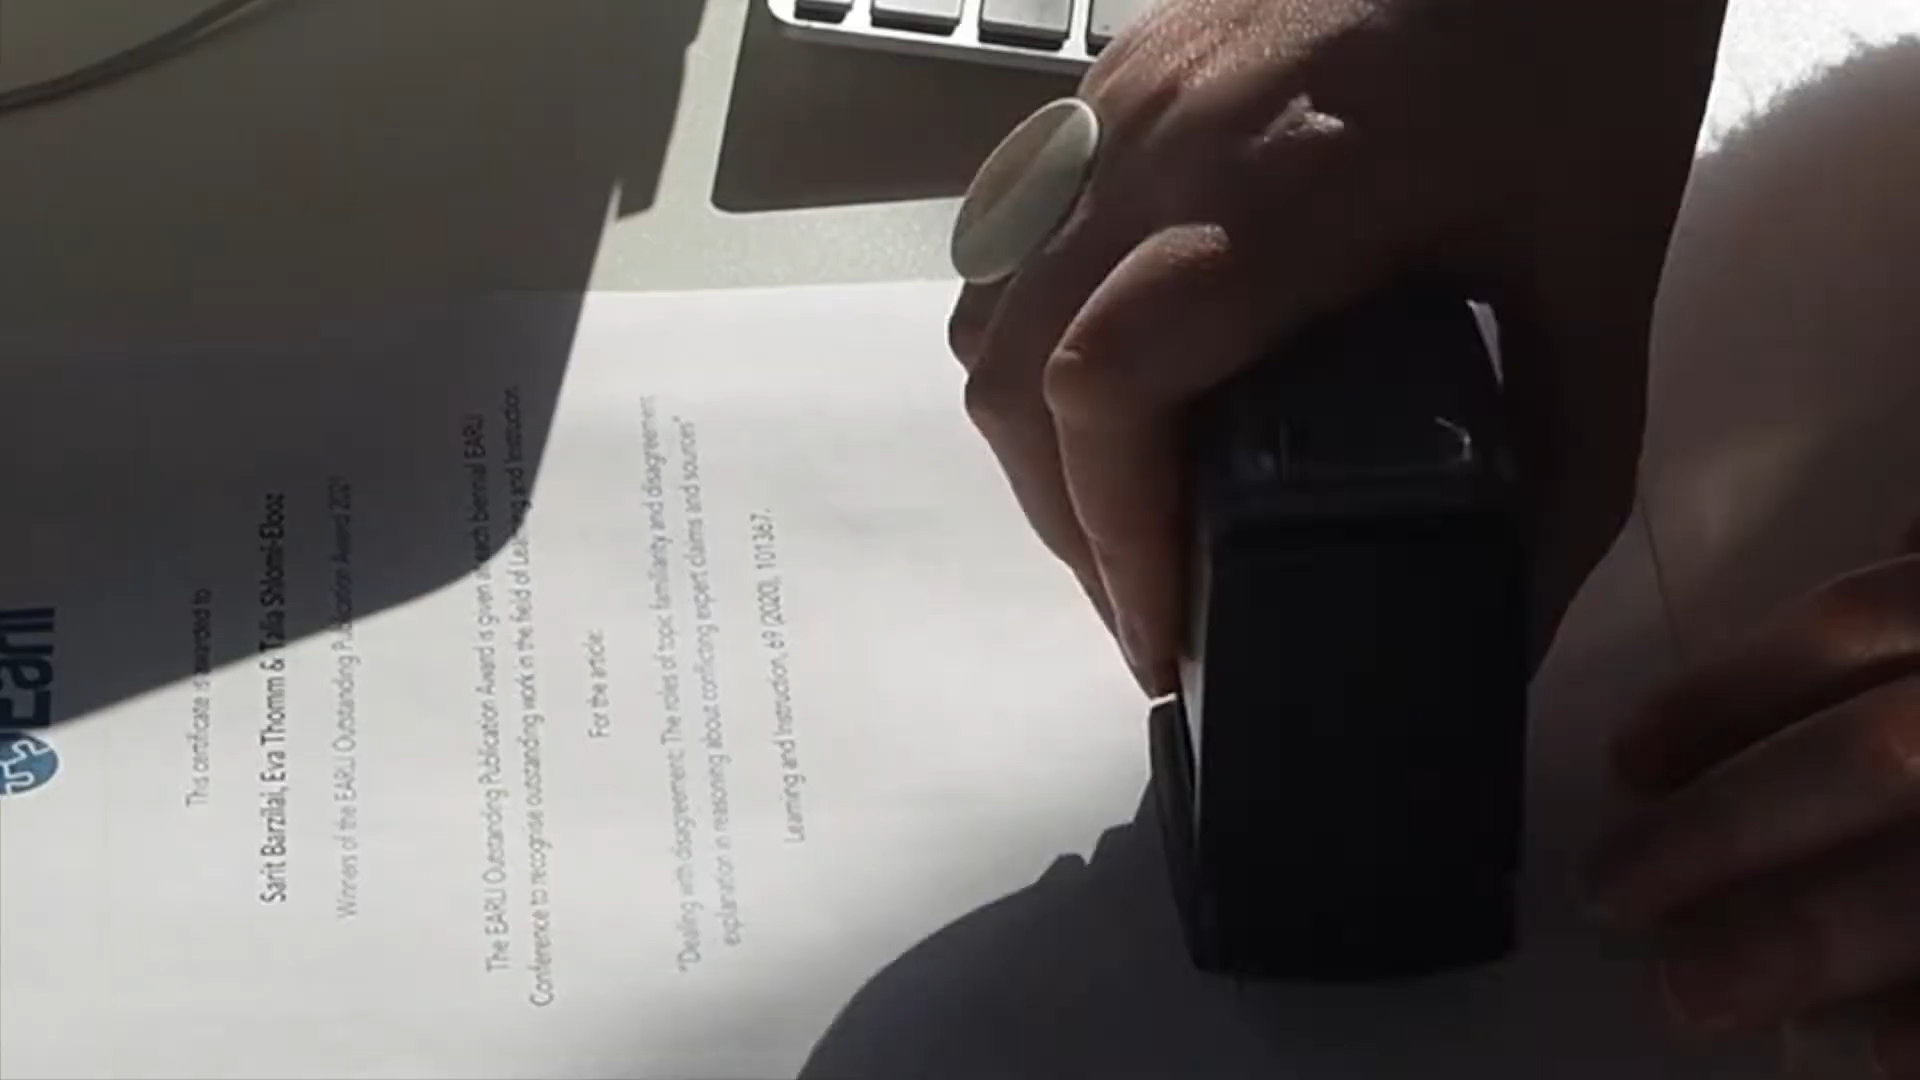 Earli
This certificate is awarded to
Sarit Barzilai, Eva Thomm & Talia Shlomi-Elooz
Winners of the EARLI Outstanding Publication Award 2021
The EARLI Outstanding Publication Award is given at each biennial EARLI
Conference to recognise outstanding work in the field of Learning and Instruction
For the article:
“Dealing with disagreement: The roles of topic familiarity and disagreement
explanation in reasoning about conflicting expert claims and sources”
Learning and Instruction, 69 (2020), 101367.